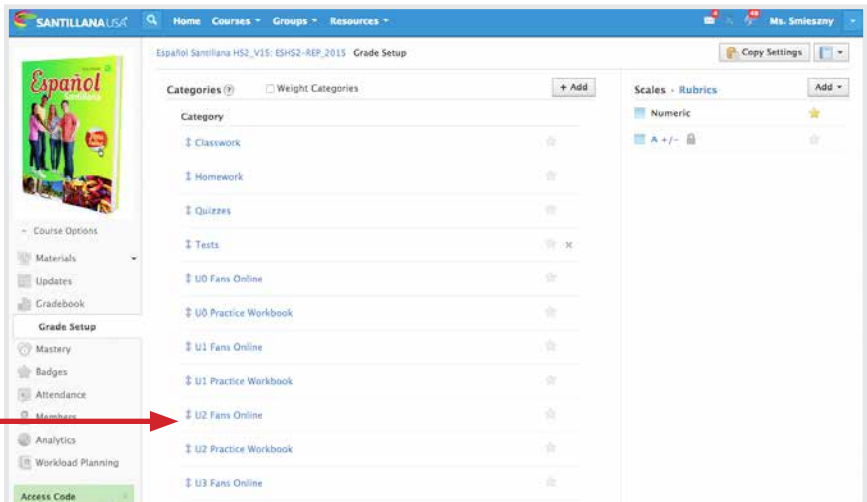 SANTILLANA USA Home Courses Groups Resources 48 Ms. Smieszny
Español Santillana HS2_V15: ESHS2-REP_2015 Grade Setup Copy Settings
Español
Santillana
- Course Options
Materials
Updates
Gradebook
Grade Setup
Mastery
Badges
Attendance
Members
Analytics
Workload Planning
Access Code
Categories ? Weight Categories + Add
Category
Classwork
Homework
Quizzes
Tests
U0 Fans Online
U0 Practice Workbook
U1 Fans Online
U1 Practice Workbook
U2 Fans Online
U2 Practice Workbook
U3 Fans Online
Scales · Rubrics Add
Numeric
A +/-